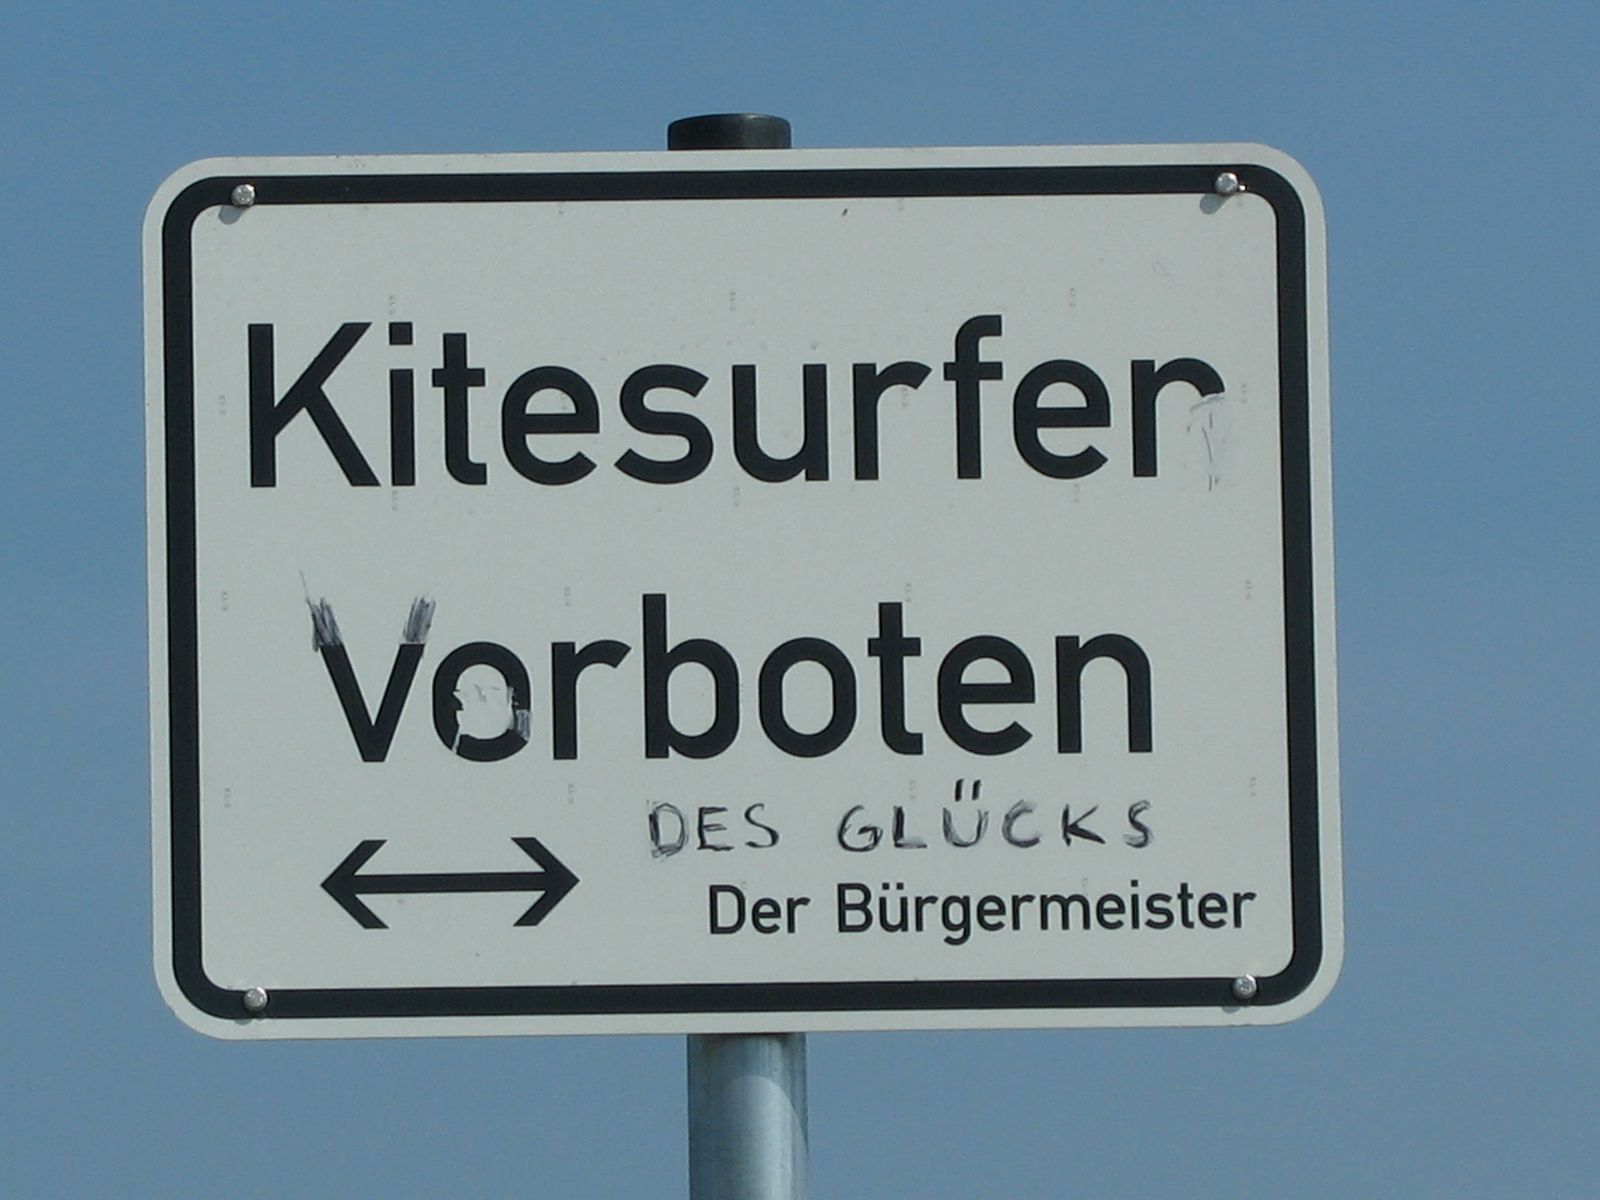 Kitesurfer
Vorboten
DES GLÜCKS
Der Bürgermeister